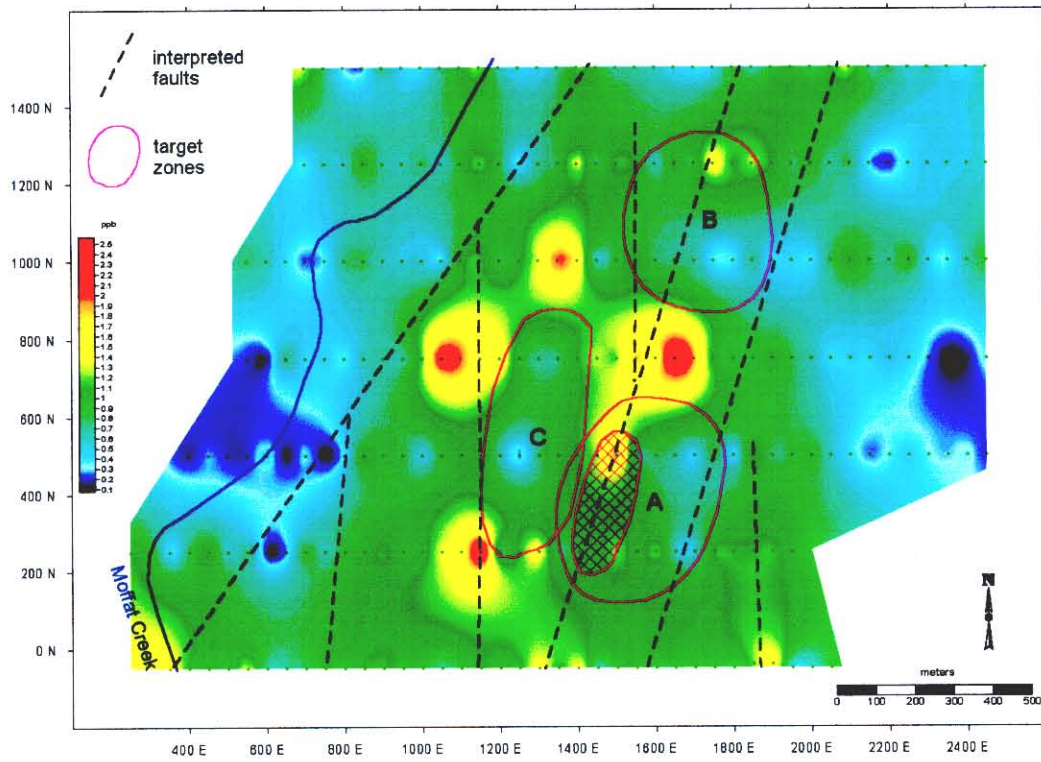 interpreted
faults
target
zones
ppb
2.6
2.5
2.4
2.3
2.2
2.1
2
1.9
1.8
1.7
1.6
1.5
1.4
1.3
1.2
1.1
1
0.9
0.8
0.7
0.6
0.5
0.4
0.3
0.2
0.1
1400 N
1200 N
1000 N
800 N
600 N
400 N
200 N
0 N
B
C
A
Moffat Creek
N
meters
0 100 200 300 400 500
400 E 600 E 800 E 1000 E 1200 E 1400 E 1600 E 1800 E 2000 E 2200 E 2400 E